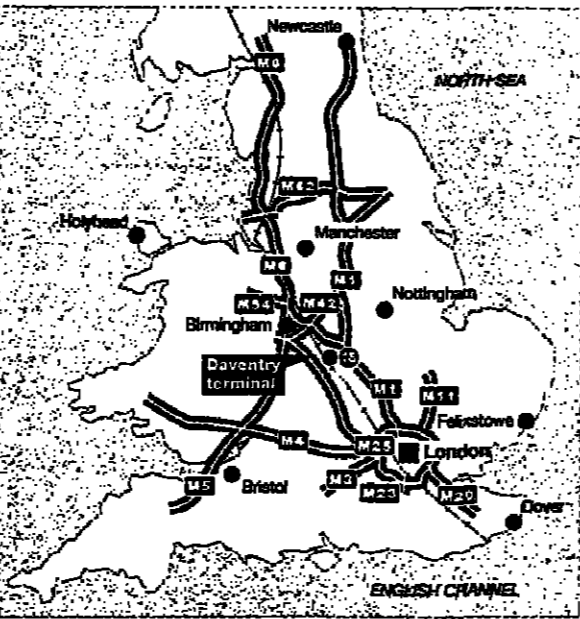 Newcastle
M6
NORTH SEA
M62
Holyhead
Manchester
M6
M1
M54
M42
Nottingham
Birmingham
Daventry
terminal
M1
M11
Felixstowe
M4
M25
London
M5
Bristol
M3
M23
M20
Dover
ENGLISH CHANNEL